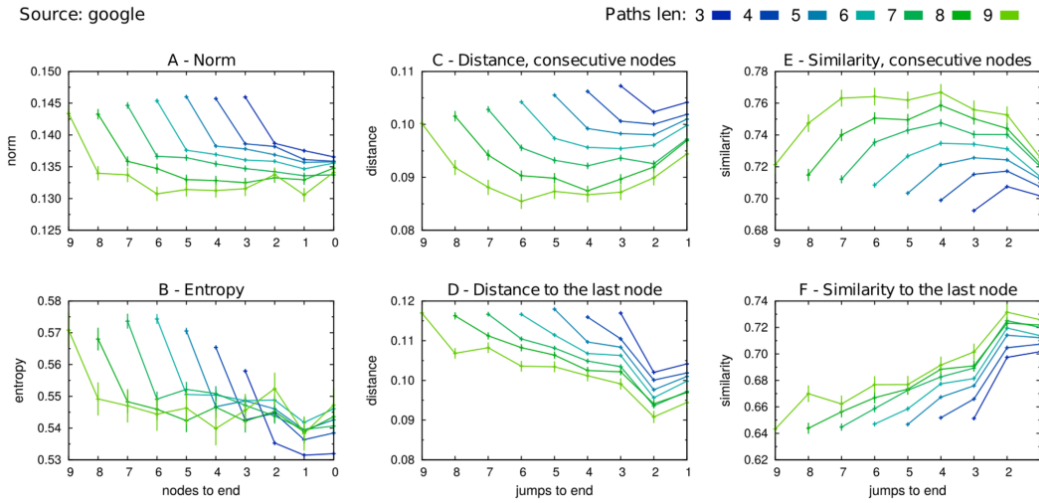 Source: google
Paths len: 3 4 5 6 7 8 9
A - Norm
0.150
0.145
0.140
0.135
0.130
0.125
norm
9 8 7 6 5 4 3 2 1 0
C - Distance, consecutive nodes
0.11
0.10
0.09
0.08
distance
9 8 7 6 5 4 3 2 1
E - Similarity, consecutive nodes
0.78
0.76
0.74
0.72
0.70
0.68
similarity
9 8 7 6 5 4 3 2
B - Entropy
0.58
0.57
0.56
0.55
0.54
0.53
entropy
9 8 7 6 5 4 3 2 1 0
nodes to end
D - Distance to the last node
0.12
0.11
0.10
0.09
0.08
distance
9 8 7 6 5 4 3 2 1
jumps to end
F - Similarity to the last node
0.74
0.72
0.70
0.68
0.66
0.64
0.62
similarity
9 8 7 6 5 4 3 2
jumps to end